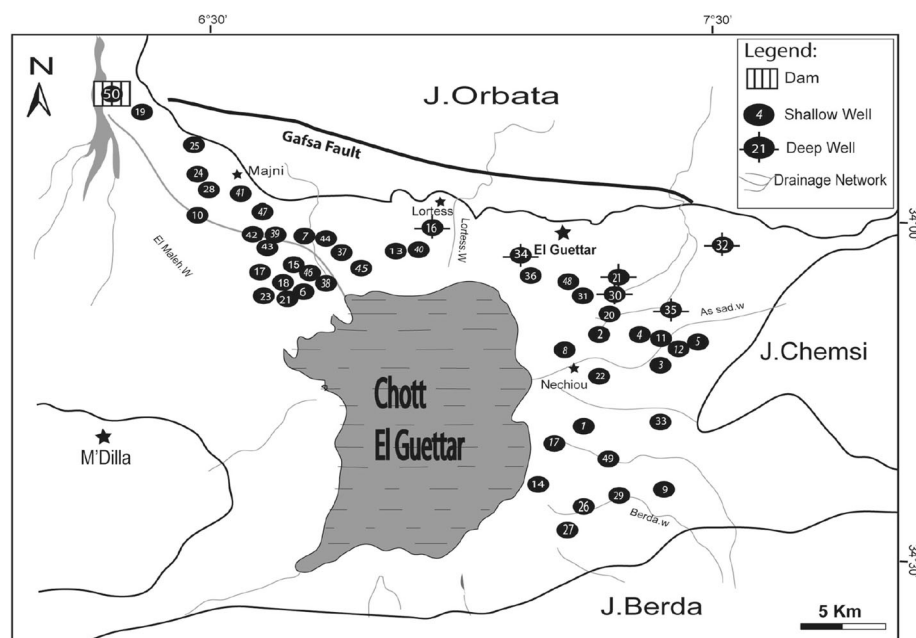 6°30'
7°30'
N
J.Orbata
Gafsa Fault
Legend:
Dam
4 Shallow Well
21 Deep Well
Drainage Network
50
19
25
24
Majni
28
41
47
10
Lortess
16
Lortess W
El Guettar
32
34°00
42
39
7
44
43
37
13
40
34
El Maleh.W
17
15
46
45
36
48
21
18
38
23
21
6
31
30
35
20
As sad.w
2
4
11
12
5
8
3
J.Chemsi
Nechiou
22
Chott
El Guettar
M'Dilla
1
33
17
49
14
9
29
26
Berda.w
27
34°30
J.Berda
5 Km